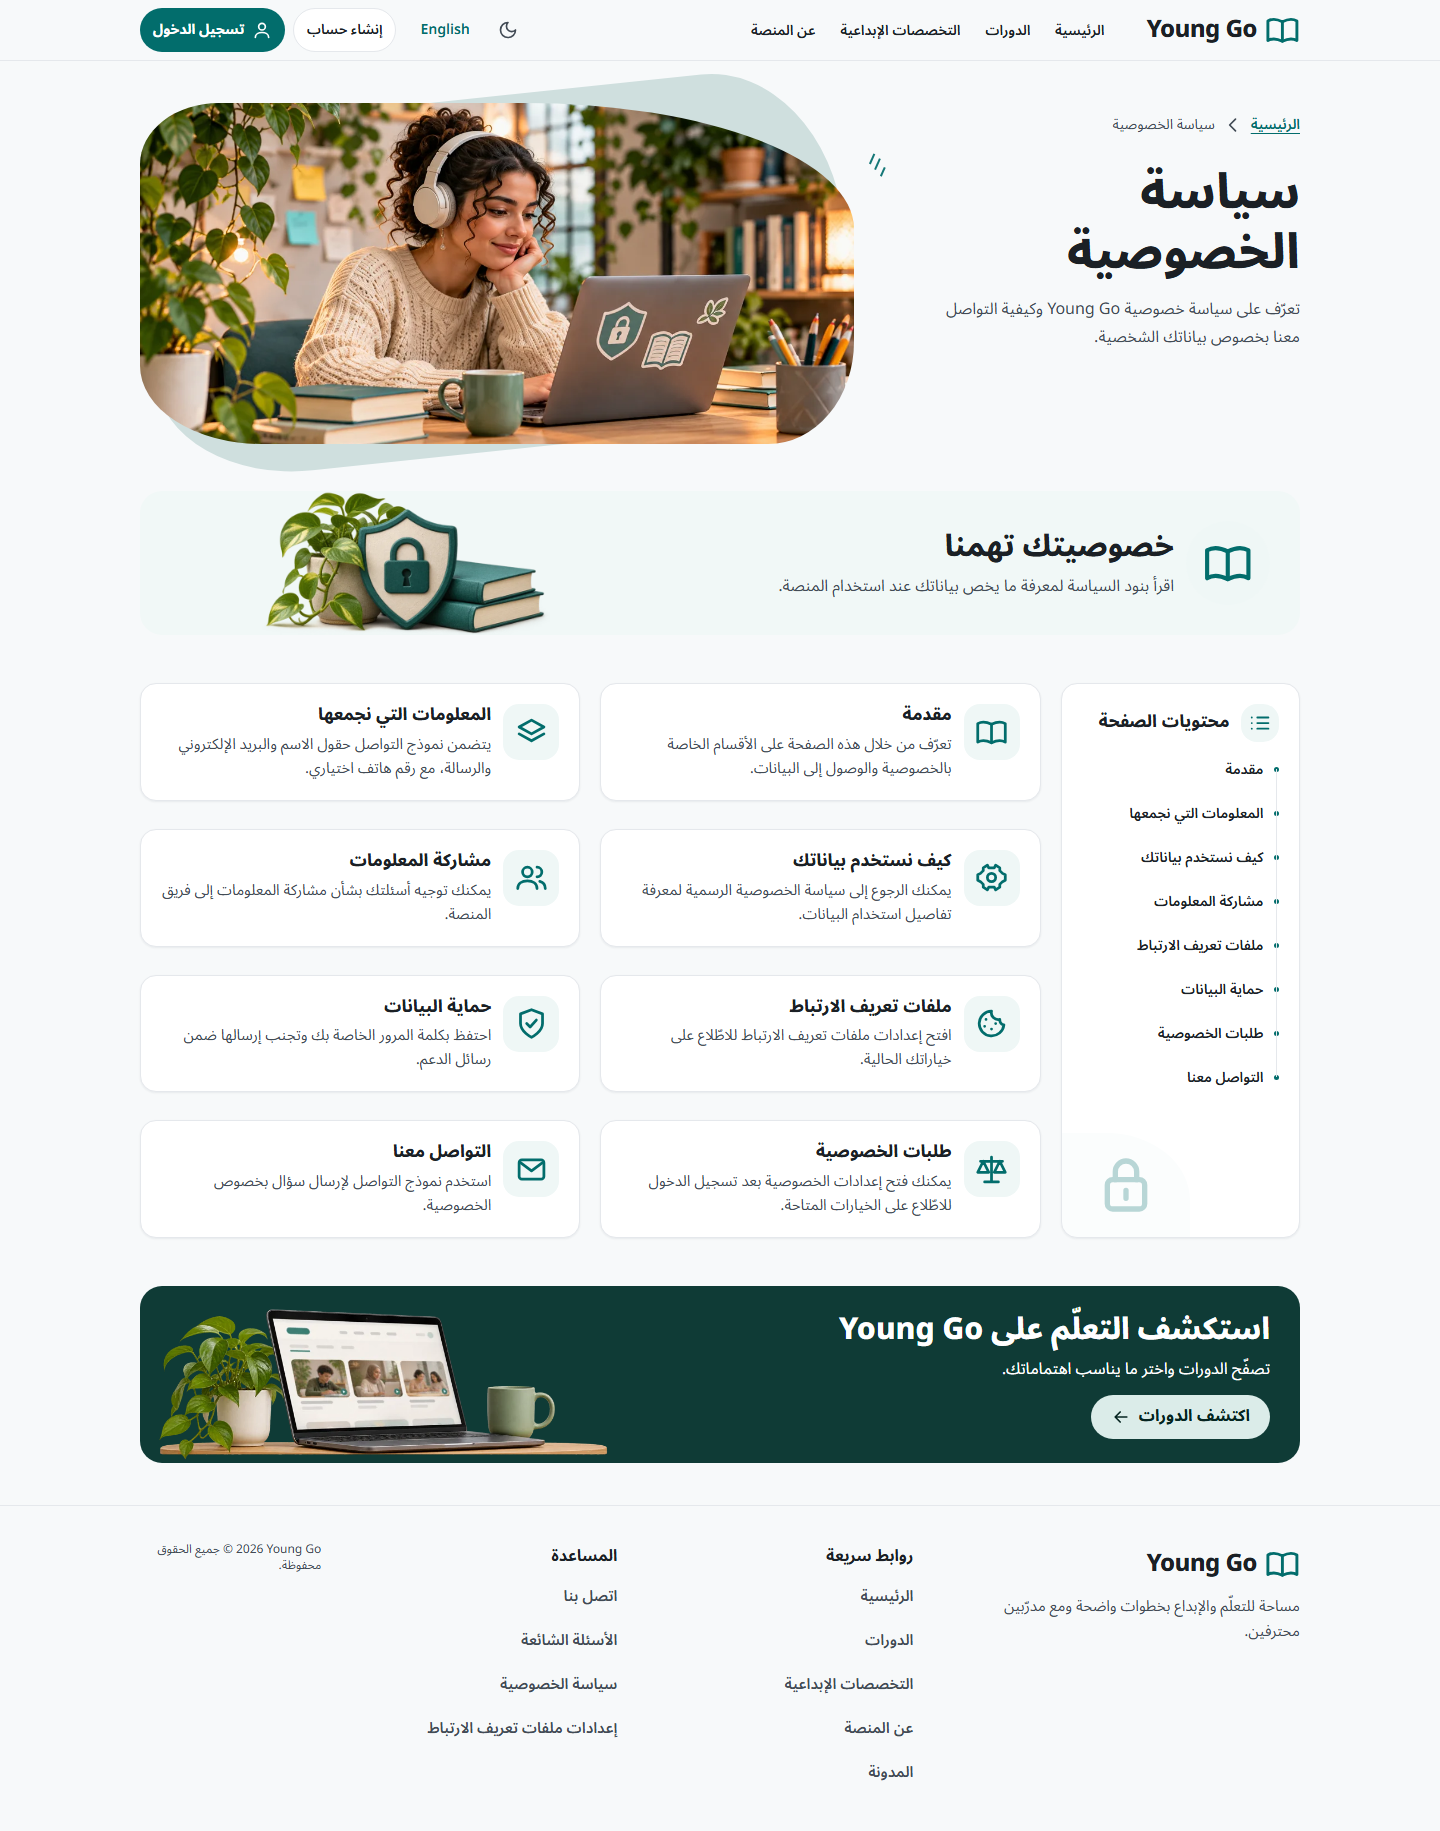 Young Go
الرئيسية
الدورات
التخصصات الإبداعية
عن المنصة
English
إنشاء حساب
تسجيل الدخول
الرئيسية
سياسة الخصوصية
سياسة
الخصوصية
تعرّف على سياسة خصوصية Young Go وكيفية التواصل
معنا بخصوص بياناتك الشخصية.
خصوصيتك تهمنا
اقرأ بنود السياسة لمعرفة ما يخص بياناتك عند استخدام المنصة.
محتويات الصفحة
مقدمة
المعلومات التي نجمعها
كيف نستخدم بياناتك
مشاركة المعلومات
ملفات تعريف الارتباط
حماية البيانات
طلبات الخصوصية
التواصل معنا
مقدمة
تعرّف من خلال هذه الصفحة على الأقسام الخاصة
بالخصوصية والوصول إلى البيانات.
المعلومات التي نجمعها
يتضمن نموذج التواصل حقول الاسم والبريد الإلكتروني
والرسالة، مع رقم هاتف اختياري.
كيف نستخدم بياناتك
يمكنك الرجوع إلى سياسة الخصوصية الرسمية لمعرفة
تفاصيل استخدام البيانات.
مشاركة المعلومات
يمكنك توجيه أسئلتك بشأن مشاركة المعلومات إلى فريق
المنصة.
ملفات تعريف الارتباط
افتح إعدادات ملفات تعريف الارتباط للاطّلاع على
خياراتك الحالية.
حماية البيانات
احتفظ بكلمة المرور الخاصة بك وتجنب إرسالها ضمن
رسائل الدعم.
طلبات الخصوصية
يمكنك فتح إعدادات الخصوصية بعد تسجيل الدخول
للاطّلاع على الخيارات المتاحة.
التواصل معنا
استخدم نموذج التواصل لإرسال سؤال بخصوص
الخصوصية.
استكشف التعلّم على Young Go
تصفّح الدورات واختر ما يناسب اهتماماتك.
اكتشف الدورات
Young Go
مساحة للتعلّم والإبداع بخطوات واضحة ومع مدرّبين
محترفين.
روابط سريعة
الرئيسية
الدورات
التخصصات الإبداعية
عن المنصة
المدونة
المساعدة
اتصل بنا
الأسئلة الشائعة
سياسة الخصوصية
إعدادات ملفات تعريف الارتباط
Young Go 2026 © جميع الحقوق
محفوظة.